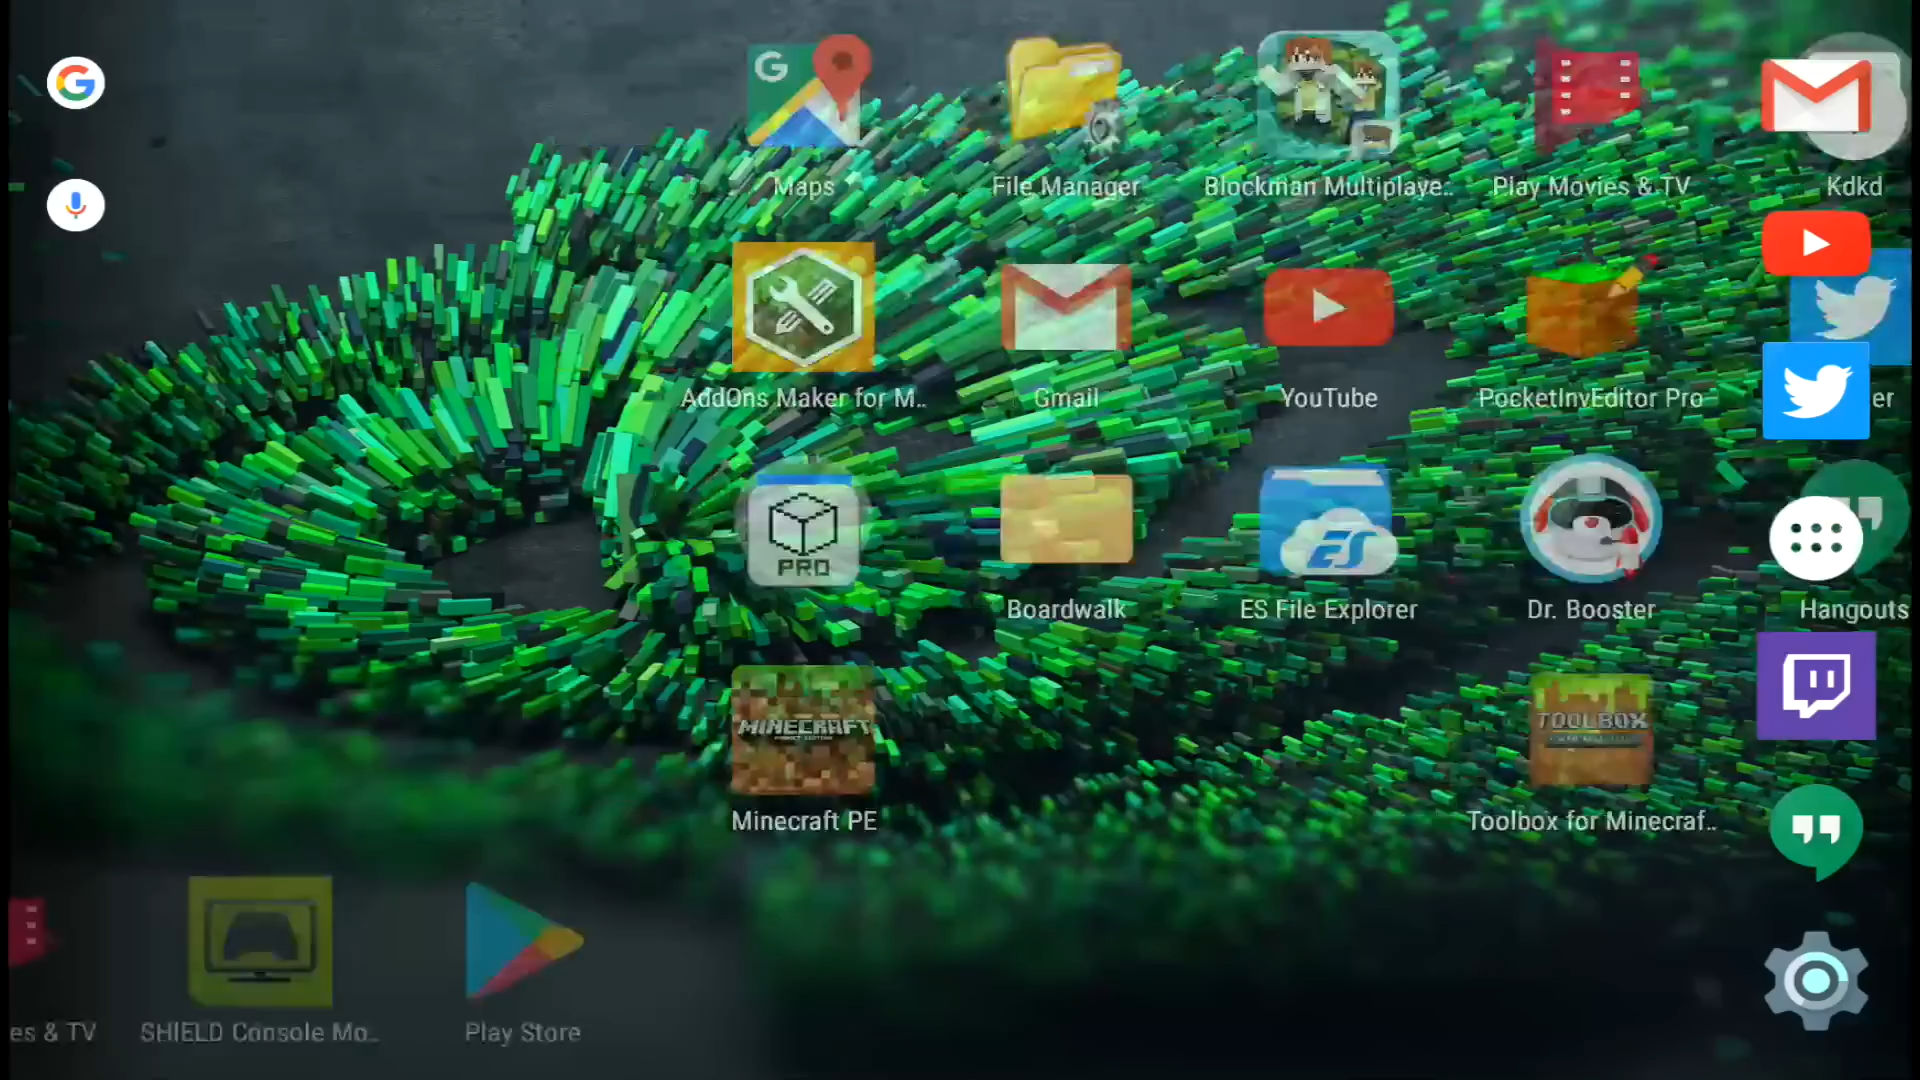 G
Maps
File Manager
Blockman Multiplaye..
Play Movies & TV
Kdkd
AddOns Maker for M..
Gmail
YouTube
PocketInvEditor Pro
er
PRO
Boardwalk
ES
ES File Explorer
Dr. Booster
Hangouts
MINECRAFT
Minecraft PE
TOOLBOX
Toolbox for Minecraf..
es & TV
SHIELD Console Mo..
Play Store